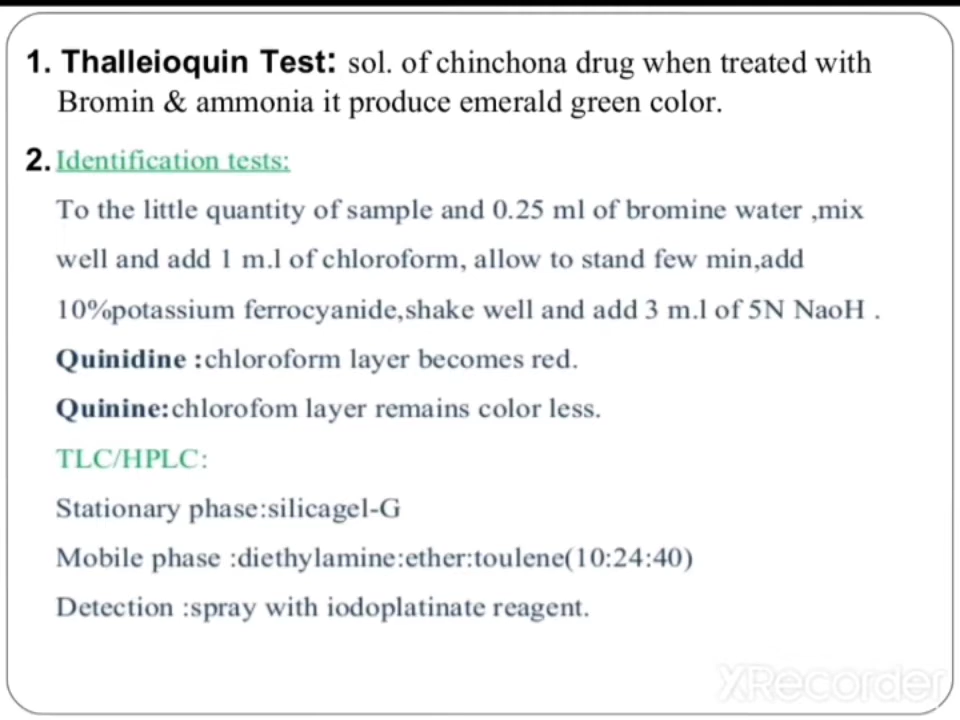 1. Thalleioquin Test: sol. of chinchona drug when treated with
Bromin & ammonia it produce emerald green color.
2. Identification tests:
To the little quantity of sample and 0.25 ml of bromine water ,mix
well and add 1 m.l of chloroform, allow to stand few min,add
10%potassium ferrocyanide,shake well and add 3 m.l of 5N NaoH .
Quinidine :chloroform layer becomes red.
Quinine:chlorofom layer remains color less.
TLC/HPLC:
Stationary phase:silicagel-G
Mobile phase :diethylamine:ether:toulene(10:24:40)
Detection :spray with iodoplatinate reagent.
XRecorder